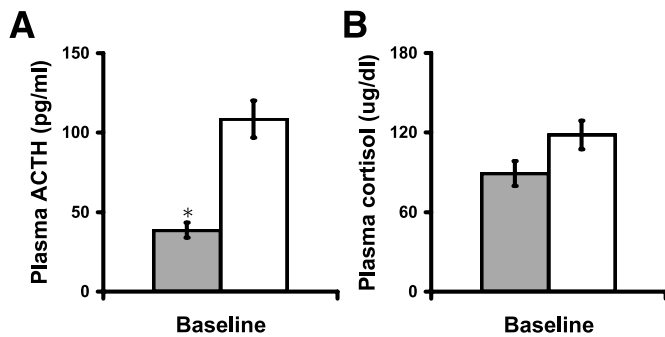 A
Plasma ACTH (pg/ml)
150
100
50
0
*
Baseline
B
Plasma cortisol (ug/dl)
180
120
60
0
Baseline